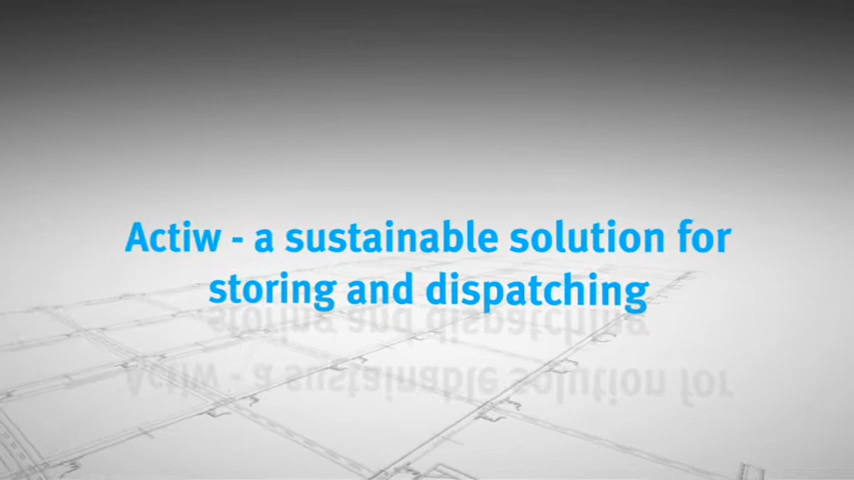 Actiw - a sustainable solution for
storing and dispatching